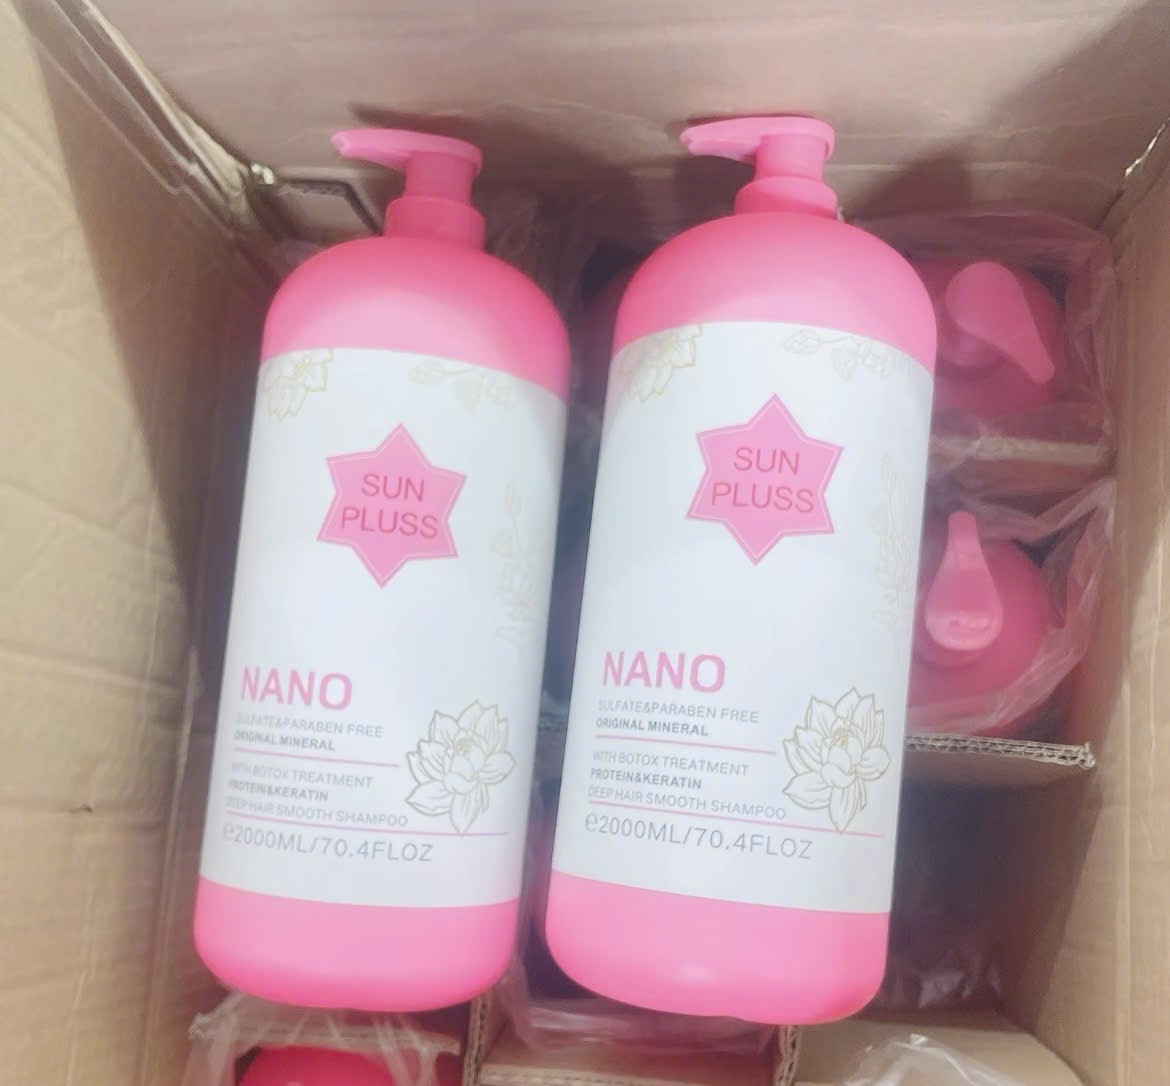 SUN
PLUSS
NANO
SULFATE&PARABEN FREE
ORIGINAL MINERAL
WITH BOTOX TREATMENT
PROTEIN&KERATIN
DEEP HAIR SMOOTH SHAMPOO
℮2000ML/70.4FLOZ
SUN
PLUSS
NANO
SULFATE&PARABEN FREE
ORIGINAL MINERAL
WITH BOTOX TREATMENT
PROTEIN&KERATIN
DEEP HAIR SMOOTH SHAMPOO
℮2000ML/70.4FLOZ